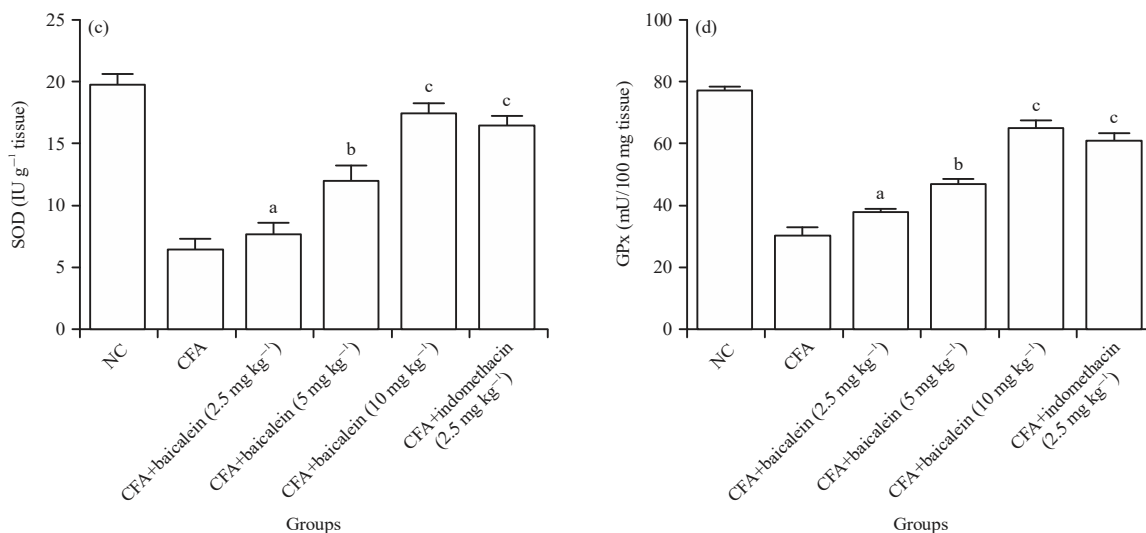 (c)
SOD (IU g⁻¹ tissue)
25
20
15
10
5
0
a
b
c
c
NC
CFA
CFA+baicalein (2.5 mg kg⁻¹)
CFA+baicalein (5 mg kg⁻¹)
CFA+baicalein (10 mg kg⁻¹)
CFA+indomethacin
(2.5 mg kg⁻¹)
Groups
(d)
GPx (mU/100 mg tissue)
100
80
60
40
20
0
a
b
c
c
NC
CFA
CFA+baicalein (2.5 mg kg⁻¹)
CFA+baicalein (5 mg kg⁻¹)
CFA+baicalein (10 mg kg⁻¹)
CFA+indomethacin
(2.5 mg kg⁻¹)
Groups